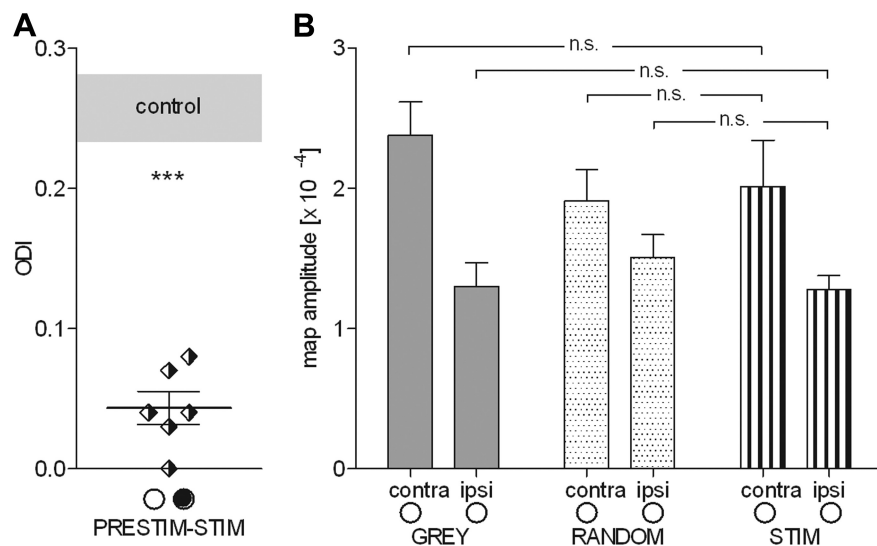 A
0.3
0.2
0.1
0.0
ODI
control
***
PRESTIM-STIM
B
3
2
1
0
map amplitude [x 10 -4]
n.s.
n.s.
n.s.
n.s.
contra ipsi contra ipsi contra ipsi
GREY RANDOM STIM